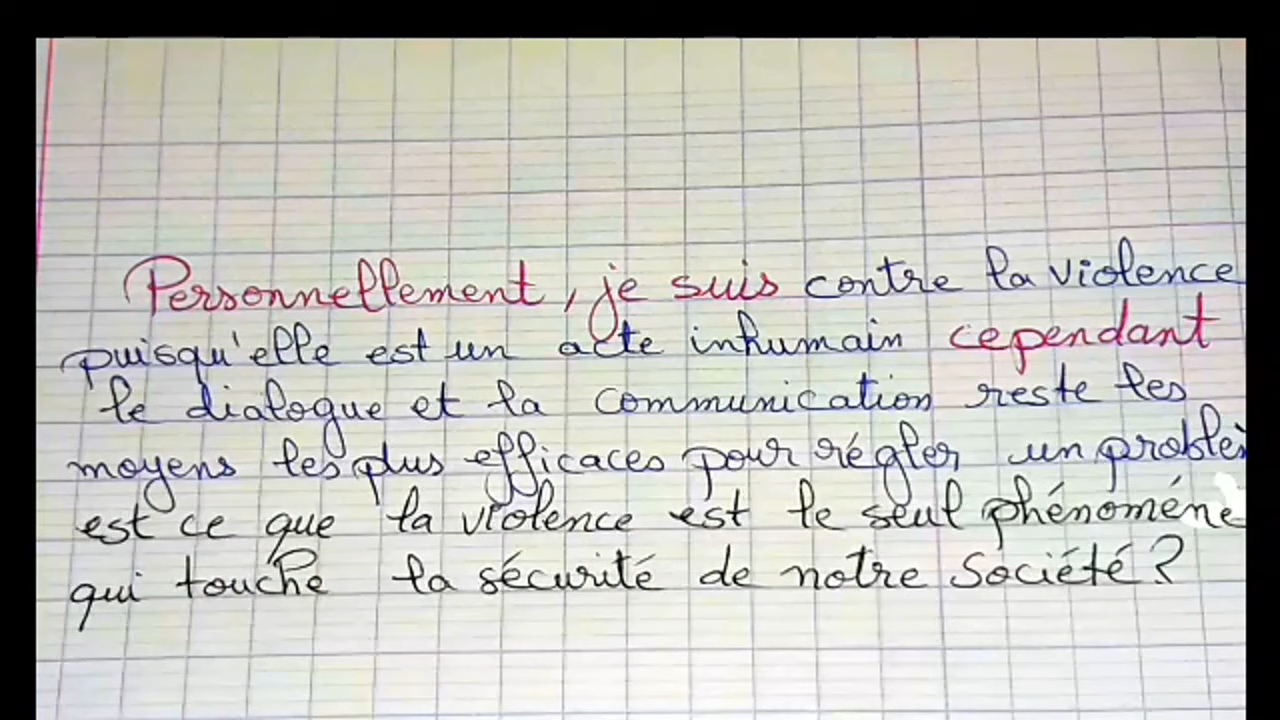 Personnellement, je suis contre la violence
puisqu'elle est un acte inhumain cependant
le dialogue et la communication reste les
moyens les plus efficaces pour régler un problè
est ce que la violence est le seul phénoméne
qui touche la sécurité de notre société?